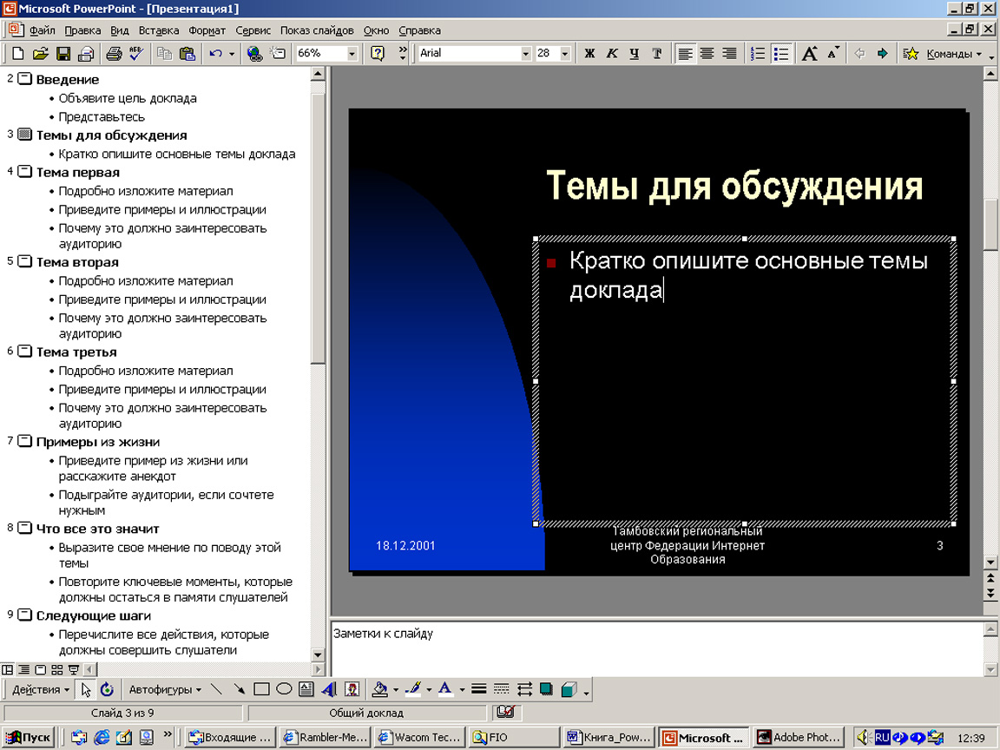 Microsoft PowerPoint - [Презентация1]
Файл Правка Вид Вставка Формат Сервис Показ слайдов Окно Справка
66% Arial 28 Ж К Ч Т Команды
2 Введение
• Объявите цель доклада
• Представьтесь
3 Темы для обсуждения
• Кратко опишите основные темы доклада
4 Тема первая
• Подробно изложите материал
• Приведите примеры и иллюстрации
• Почему это должно заинтересовать
аудиторию
5 Тема вторая
• Подробно изложите материал
• Приведите примеры и иллюстрации
• Почему это должно заинтересовать
аудиторию
6 Тема третья
• Подробно изложите материал
• Приведите примеры и иллюстрации
• Почему это должно заинтересовать
аудиторию
7 Примеры из жизни
• Приведите пример из жизни или
расскажите анекдот
• Подыграйте аудитории, если сочтете
нужным
8 Что все это значит
• Выразите свое мнение по поводу этой
темы
• Повторите ключевые моменты, которые
должны остаться в памяти слушателей
9 Следующие шаги
• Перечислите все действия, которые
должны совершить слушатели
Темы для обсуждения
Кратко опишите основные темы
доклада
18.12.2001
Тамбовский региональный
центр Федерации Интернет
Образования
3
Заметки к слайду
Действия Автофигуры
Слайд 3 из 9 Общий доклад
Пуск Входящие ... Rambler-Me... Wacom Tec... FIO Книга_Pow... Microsoft ... Adobe Phot... RU 12:39